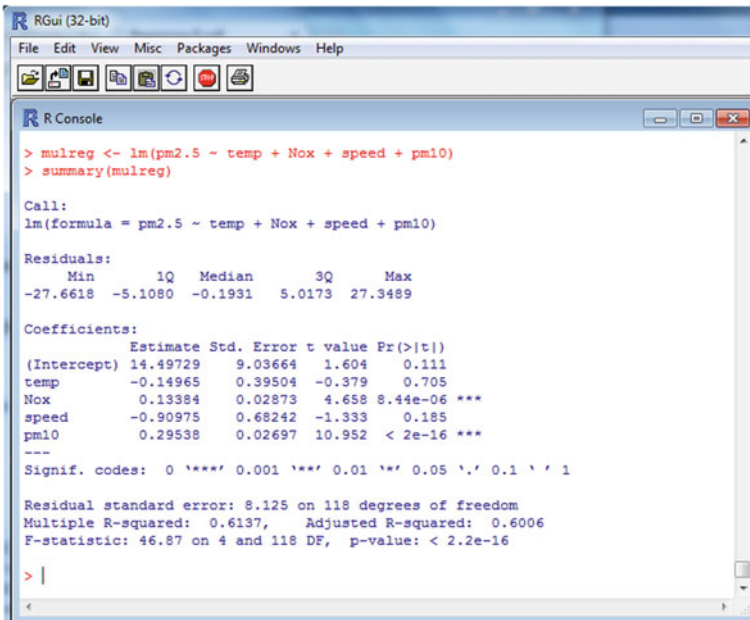 RGui (32-bit)
File Edit View Misc Packages Windows Help
STOP
R Console
> mulreg <- lm(pm2.5 ~ temp + Nox + speed + pm10)
> summary(mulreg)
Call:
lm(formula = pm2.5 ~ temp + Nox + speed + pm10)
Residuals:
Min 1Q Median 3Q Max
-27.6618 -5.1080 -0.1931 5.0173 27.3489
Coefficients:
Estimate Std. Error t value Pr(>|t|)
(Intercept) 14.49729 9.03664 1.604 0.111
temp -0.14965 0.39504 -0.379 0.705
Nox 0.13384 0.02873 4.658 8.44e-06 ***
speed -0.90975 0.68242 -1.333 0.185
pm10 0.29538 0.02697 10.952 < 2e-16 ***
---
Signif. codes: 0 '***' 0.001 '**' 0.01 '*' 0.05 '.' 0.1 ' ' 1
Residual standard error: 8.125 on 118 degrees of freedom
Multiple R-squared: 0.6137, Adjusted R-squared: 0.6006
F-statistic: 46.87 on 4 and 118 DF, p-value: < 2.2e-16
> |